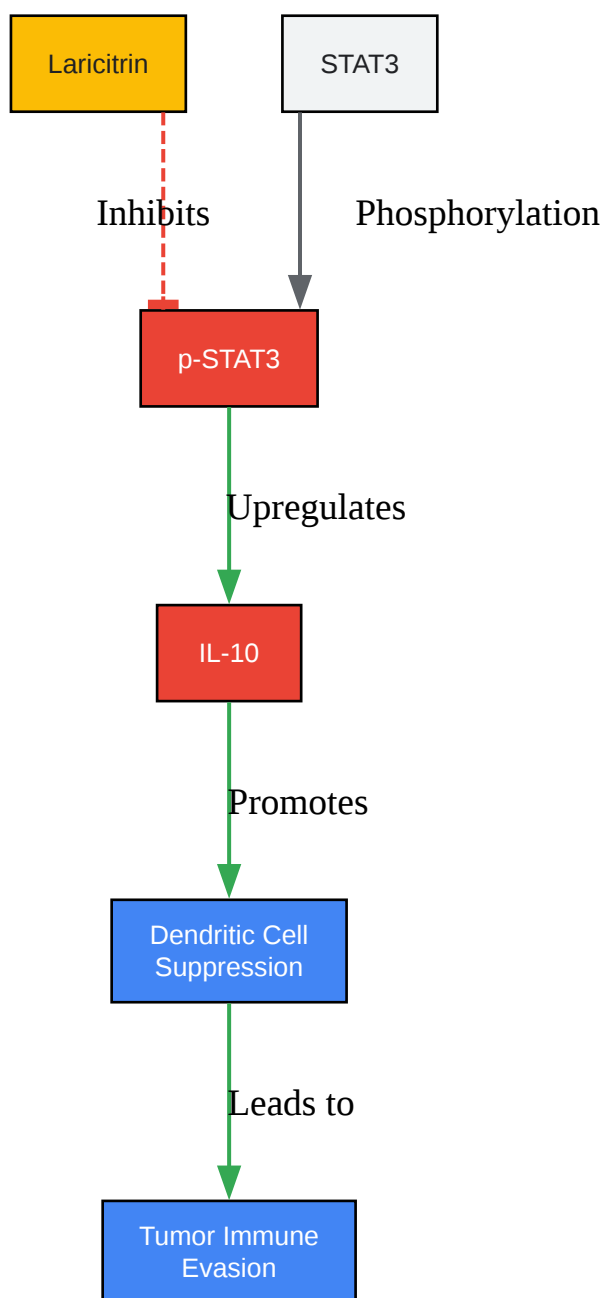 Laricitrin
STAT3
Inhibits
Phosphorylation
p-STAT3
Upregulates
IL-10
Promotes
Dendritic Cell
Suppression
Leads to
Tumor Immune
Evasion